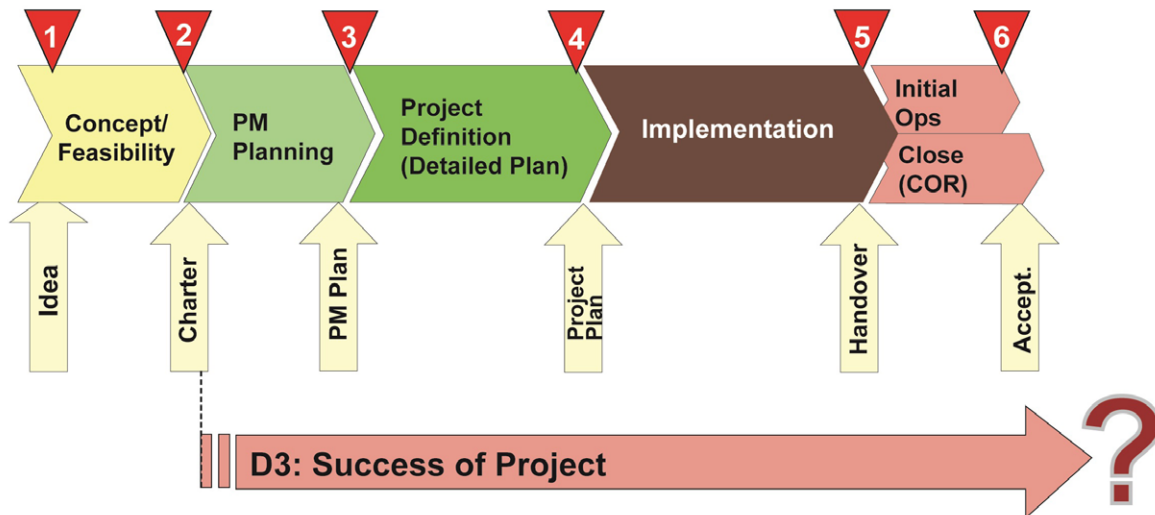 1
2
3
4
5
6
Concept/
Feasibility
PM
Planning
Project
Definition
(Detailed Plan)
Implementation
Initial
Ops
Close
(COR)
Idea
Charter
PM Plan
Project
Plan
Handover
Accept.
D3: Success of Project
?